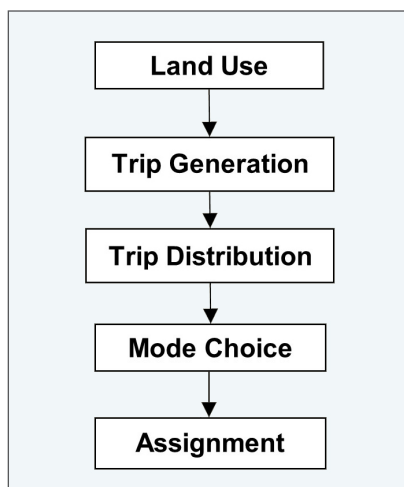 Land Use
Trip Generation
Trip Distribution
Mode Choice
Assignment